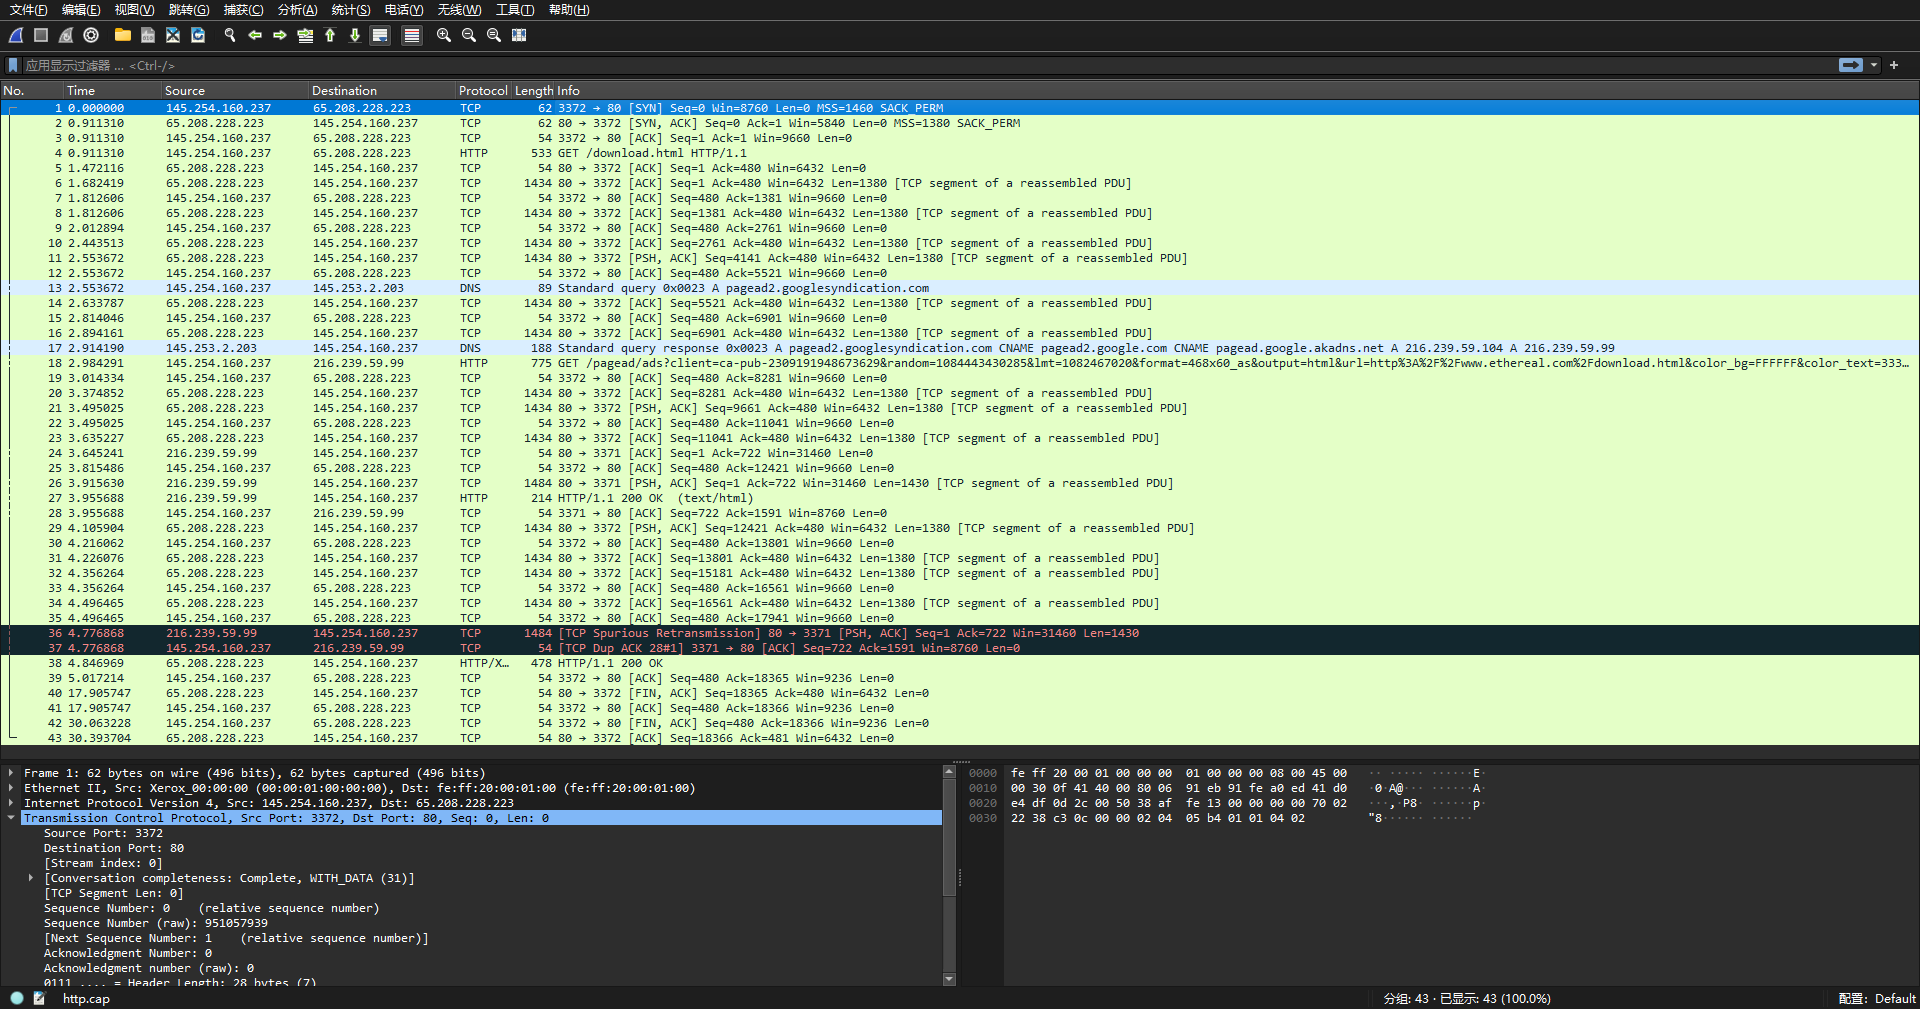 文件(F) 编辑(E) 视图(V) 跳转(G) 捕获(C) 分析(A) 统计(S) 电话(Y) 无线(W) 工具(T) 帮助(H)
应用显示过滤器 … <Ctrl-/>
No. Time Source Destination Protocol Length Info
1 0.000000 145.254.160.237 65.208.228.223 TCP 62 3372 → 80 [SYN] Seq=0 Win=8760 Len=0 MSS=1460 SACK_PERM
2 0.911310 65.208.228.223 145.254.160.237 TCP 62 80 → 3372 [SYN, ACK] Seq=0 Ack=1 Win=5840 Len=0 MSS=1380 SACK_PERM
3 0.911310 145.254.160.237 65.208.228.223 TCP 54 3372 → 80 [ACK] Seq=1 Ack=1 Win=9660 Len=0
4 0.911310 145.254.160.237 65.208.228.223 HTTP 533 GET /download.html HTTP/1.1
5 1.472116 65.208.228.223 145.254.160.237 TCP 54 80 → 3372 [ACK] Seq=1 Ack=480 Win=6432 Len=0
6 1.682419 65.208.228.223 145.254.160.237 TCP 1434 80 → 3372 [ACK] Seq=1 Ack=480 Win=6432 Len=1380 [TCP segment of a reassembled PDU]
7 1.812606 145.254.160.237 65.208.228.223 TCP 54 3372 → 80 [ACK] Seq=480 Ack=1381 Win=9660 Len=0
8 1.812606 65.208.228.223 145.254.160.237 TCP 1434 80 → 3372 [ACK] Seq=1381 Ack=480 Win=6432 Len=1380 [TCP segment of a reassembled PDU]
9 2.012894 145.254.160.237 65.208.228.223 TCP 54 3372 → 80 [ACK] Seq=480 Ack=2761 Win=9660 Len=0
10 2.443513 65.208.228.223 145.254.160.237 TCP 1434 80 → 3372 [ACK] Seq=2761 Ack=480 Win=6432 Len=1380 [TCP segment of a reassembled PDU]
11 2.553672 65.208.228.223 145.254.160.237 TCP 1434 80 → 3372 [PSH, ACK] Seq=4141 Ack=480 Win=6432 Len=1380 [TCP segment of a reassembled PDU]
12 2.553672 145.254.160.237 65.208.228.223 TCP 54 3372 → 80 [ACK] Seq=480 Ack=5521 Win=9660 Len=0
13 2.553672 145.254.160.237 145.253.2.203 DNS 89 Standard query 0x0023 A pagead2.googlesyndication.com
14 2.633787 65.208.228.223 145.254.160.237 TCP 1434 80 → 3372 [ACK] Seq=5521 Ack=480 Win=6432 Len=1380 [TCP segment of a reassembled PDU]
15 2.814046 145.254.160.237 65.208.228.223 TCP 54 3372 → 80 [ACK] Seq=480 Ack=6901 Win=9660 Len=0
16 2.894161 65.208.228.223 145.254.160.237 TCP 1434 80 → 3372 [ACK] Seq=6901 Ack=480 Win=6432 Len=1380 [TCP segment of a reassembled PDU]
17 2.914190 145.253.2.203 145.254.160.237 DNS 188 Standard query response 0x0023 A pagead2.googlesyndication.com CNAME pagead2.google.com CNAME pagead.google.akadns.net A 216.239.59.104 A 216.239.59.99
18 2.984291 145.254.160.237 216.239.59.99 HTTP 775 GET /pagead/ads?client=ca-pub-2309191948673629&random=1084443430285&lmt=1082467020&format=468x60_as&output=html&url=http%3A%2F%2Fwww.ethereal.com%2Fdownload.html&color_bg=FFFFFF&color_text=333…
19 3.014334 145.254.160.237 65.208.228.223 TCP 54 3372 → 80 [ACK] Seq=480 Ack=8281 Win=9660 Len=0
20 3.374852 65.208.228.223 145.254.160.237 TCP 1434 80 → 3372 [ACK] Seq=8281 Ack=480 Win=6432 Len=1380 [TCP segment of a reassembled PDU]
21 3.495025 65.208.228.223 145.254.160.237 TCP 1434 80 → 3372 [PSH, ACK] Seq=9661 Ack=480 Win=6432 Len=1380 [TCP segment of a reassembled PDU]
22 3.495025 145.254.160.237 65.208.228.223 TCP 54 3372 → 80 [ACK] Seq=480 Ack=11041 Win=9660 Len=0
23 3.635227 65.208.228.223 145.254.160.237 TCP 1434 80 → 3372 [ACK] Seq=11041 Ack=480 Win=6432 Len=1380 [TCP segment of a reassembled PDU]
24 3.645241 216.239.59.99 145.254.160.237 TCP 54 80 → 3371 [ACK] Seq=1 Ack=722 Win=31460 Len=0
25 3.815486 145.254.160.237 65.208.228.223 TCP 54 3372 → 80 [ACK] Seq=480 Ack=12421 Win=9660 Len=0
26 3.915630 216.239.59.99 145.254.160.237 TCP 1484 80 → 3371 [PSH, ACK] Seq=1 Ack=722 Win=31460 Len=1430 [TCP segment of a reassembled PDU]
27 3.955688 216.239.59.99 145.254.160.237 HTTP 214 HTTP/1.1 200 OK  (text/html)
28 3.955688 145.254.160.237 216.239.59.99 TCP 54 3371 → 80 [ACK] Seq=722 Ack=1591 Win=8760 Len=0
29 4.105904 65.208.228.223 145.254.160.237 TCP 1434 80 → 3372 [PSH, ACK] Seq=12421 Ack=480 Win=6432 Len=1380 [TCP segment of a reassembled PDU]
30 4.216062 145.254.160.237 65.208.228.223 TCP 54 3372 → 80 [ACK] Seq=480 Ack=13801 Win=9660 Len=0
31 4.226076 65.208.228.223 145.254.160.237 TCP 1434 80 → 3372 [ACK] Seq=13801 Ack=480 Win=6432 Len=1380 [TCP segment of a reassembled PDU]
32 4.356264 65.208.228.223 145.254.160.237 TCP 1434 80 → 3372 [ACK] Seq=15181 Ack=480 Win=6432 Len=1380 [TCP segment of a reassembled PDU]
33 4.356264 145.254.160.237 65.208.228.223 TCP 54 3372 → 80 [ACK] Seq=480 Ack=16561 Win=9660 Len=0
34 4.496465 65.208.228.223 145.254.160.237 TCP 1434 80 → 3372 [ACK] Seq=16561 Ack=480 Win=6432 Len=1380 [TCP segment of a reassembled PDU]
35 4.496465 145.254.160.237 65.208.228.223 TCP 54 3372 → 80 [ACK] Seq=480 Ack=17941 Win=9660 Len=0
36 4.776868 216.239.59.99 145.254.160.237 TCP 1484 [TCP Spurious Retransmission] 80 → 3371 [PSH, ACK] Seq=1 Ack=722 Win=31460 Len=1430
37 4.776868 145.254.160.237 216.239.59.99 TCP 54 [TCP Dup ACK 28#1] 3371 → 80 [ACK] Seq=722 Ack=1591 Win=8760 Len=0
38 4.846969 65.208.228.223 145.254.160.237 HTTP/X… 478 HTTP/1.1 200 OK
39 5.017214 145.254.160.237 65.208.228.223 TCP 54 3372 → 80 [ACK] Seq=480 Ack=18365 Win=9236 Len=0
40 17.905747 65.208.228.223 145.254.160.237 TCP 54 80 → 3372 [FIN, ACK] Seq=18365 Ack=480 Win=6432 Len=0
41 17.905747 145.254.160.237 65.208.228.223 TCP 54 3372 → 80 [ACK] Seq=480 Ack=18366 Win=9236 Len=0
42 30.063228 145.254.160.237 65.208.228.223 TCP 54 3372 → 80 [FIN, ACK] Seq=480 Ack=18366 Win=9236 Len=0
43 30.393704 65.208.228.223 145.254.160.237 TCP 54 80 → 3372 [ACK] Seq=18366 Ack=481 Win=6432 Len=0
Frame 1: 62 bytes on wire (496 bits), 62 bytes captured (496 bits)
Ethernet II, Src: Xerox_00:00:00 (00:00:01:00:00:00), Dst: fe:ff:20:00:01:00 (fe:ff:20:00:01:00)
Internet Protocol Version 4, Src: 145.254.160.237, Dst: 65.208.228.223
Transmission Control Protocol, Src Port: 3372, Dst Port: 80, Seq: 0, Len: 0
Source Port: 3372
Destination Port: 80
[Stream index: 0]
[Conversation completeness: Complete, WITH_DATA (31)]
[TCP Segment Len: 0]
Sequence Number: 0    (relative sequence number)
Sequence Number (raw): 951057939
[Next Sequence Number: 1    (relative sequence number)]
Acknowledgment Number: 0
Acknowledgment number (raw): 0
0111 .... = Header Length: 28 bytes (7)
0000 fe ff 20 00 01 00 00 00 01 00 00 00 08 00 45 00 ·· ····· ······E·
0010 00 30 0f 41 40 00 80 06 91 eb 91 fe a0 ed 41 d0 ·0·A@··· ······A·
0020 e4 df 0d 2c 00 50 38 af fe 13 00 00 00 00 70 02 ···,·P8· ······p·
0030 22 38 c3 0c 00 00 02 04 05 b4 01 01 04 02 "8······ ······
http.cap
分组: 43 · 已显示: 43 (100.0%)
配置: Default